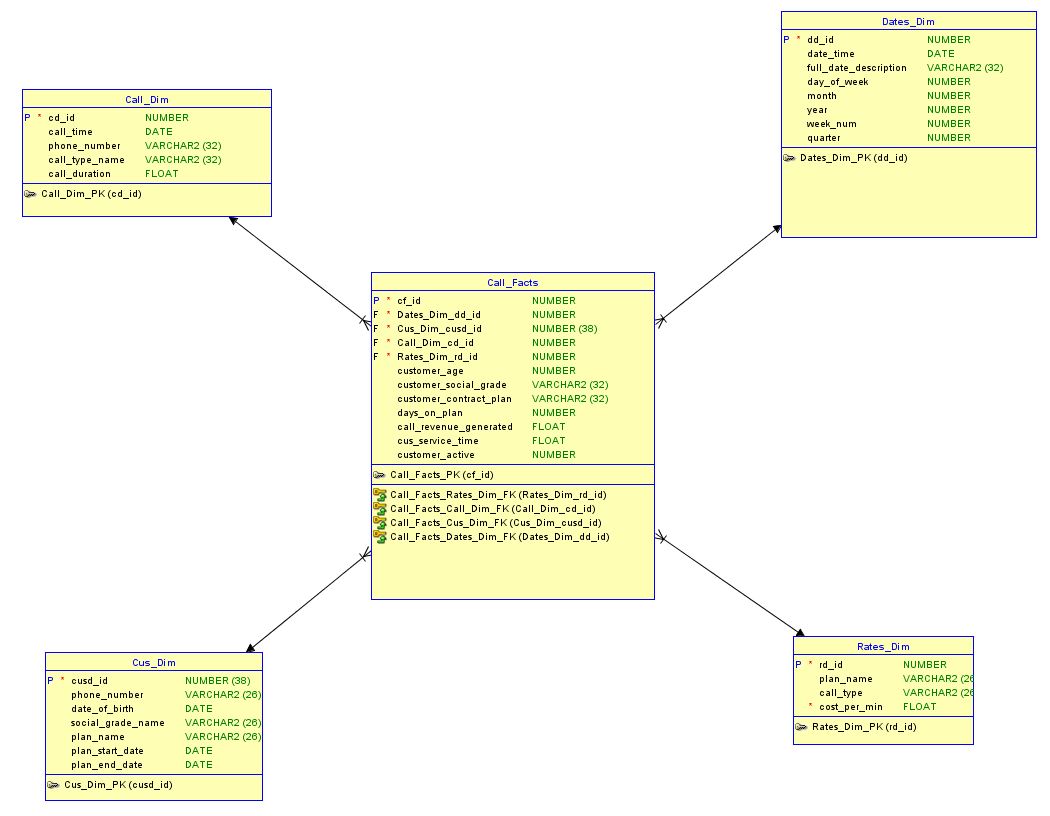 Call_Dim
P * cd_id NUMBER
call_time DATE
phone_number VARCHAR2 (32)
call_type_name VARCHAR2 (32)
call_duration FLOAT
Call_Dim_PK (cd_id)
Dates_Dim
P * dd_id NUMBER
date_time DATE
full_date_description VARCHAR2 (32)
day_of_week NUMBER
month NUMBER
year NUMBER
week_num NUMBER
quarter NUMBER
Dates_Dim_PK (dd_id)
Call_Facts
P * cf_id NUMBER
F * Dates_Dim_dd_id NUMBER
F * Cus_Dim_cusd_id NUMBER (38)
F * Call_Dim_cd_id NUMBER
F * Rates_Dim_rd_id NUMBER
customer_age NUMBER
customer_social_grade VARCHAR2 (32)
customer_contract_plan VARCHAR2 (32)
days_on_plan NUMBER
call_revenue_generated FLOAT
cus_service_time FLOAT
customer_active NUMBER
Call_Facts_PK (cf_id)
Call_Facts_Rates_Dim_FK (Rates_Dim_rd_id)
Call_Facts_Call_Dim_FK (Call_Dim_cd_id)
Call_Facts_Cus_Dim_FK (Cus_Dim_cusd_id)
Call_Facts_Dates_Dim_FK (Dates_Dim_dd_id)
Cus_Dim
P * cusd_id NUMBER (38)
phone_number VARCHAR2 (26)
date_of_birth DATE
social_grade_name VARCHAR2 (26)
plan_name VARCHAR2 (26)
plan_start_date DATE
plan_end_date DATE
Cus_Dim_PK (cusd_id)
Rates_Dim
P * rd_id NUMBER
plan_name VARCHAR2 (26
call_type VARCHAR2 (26
* cost_per_min FLOAT
Rates_Dim_PK (rd_id)